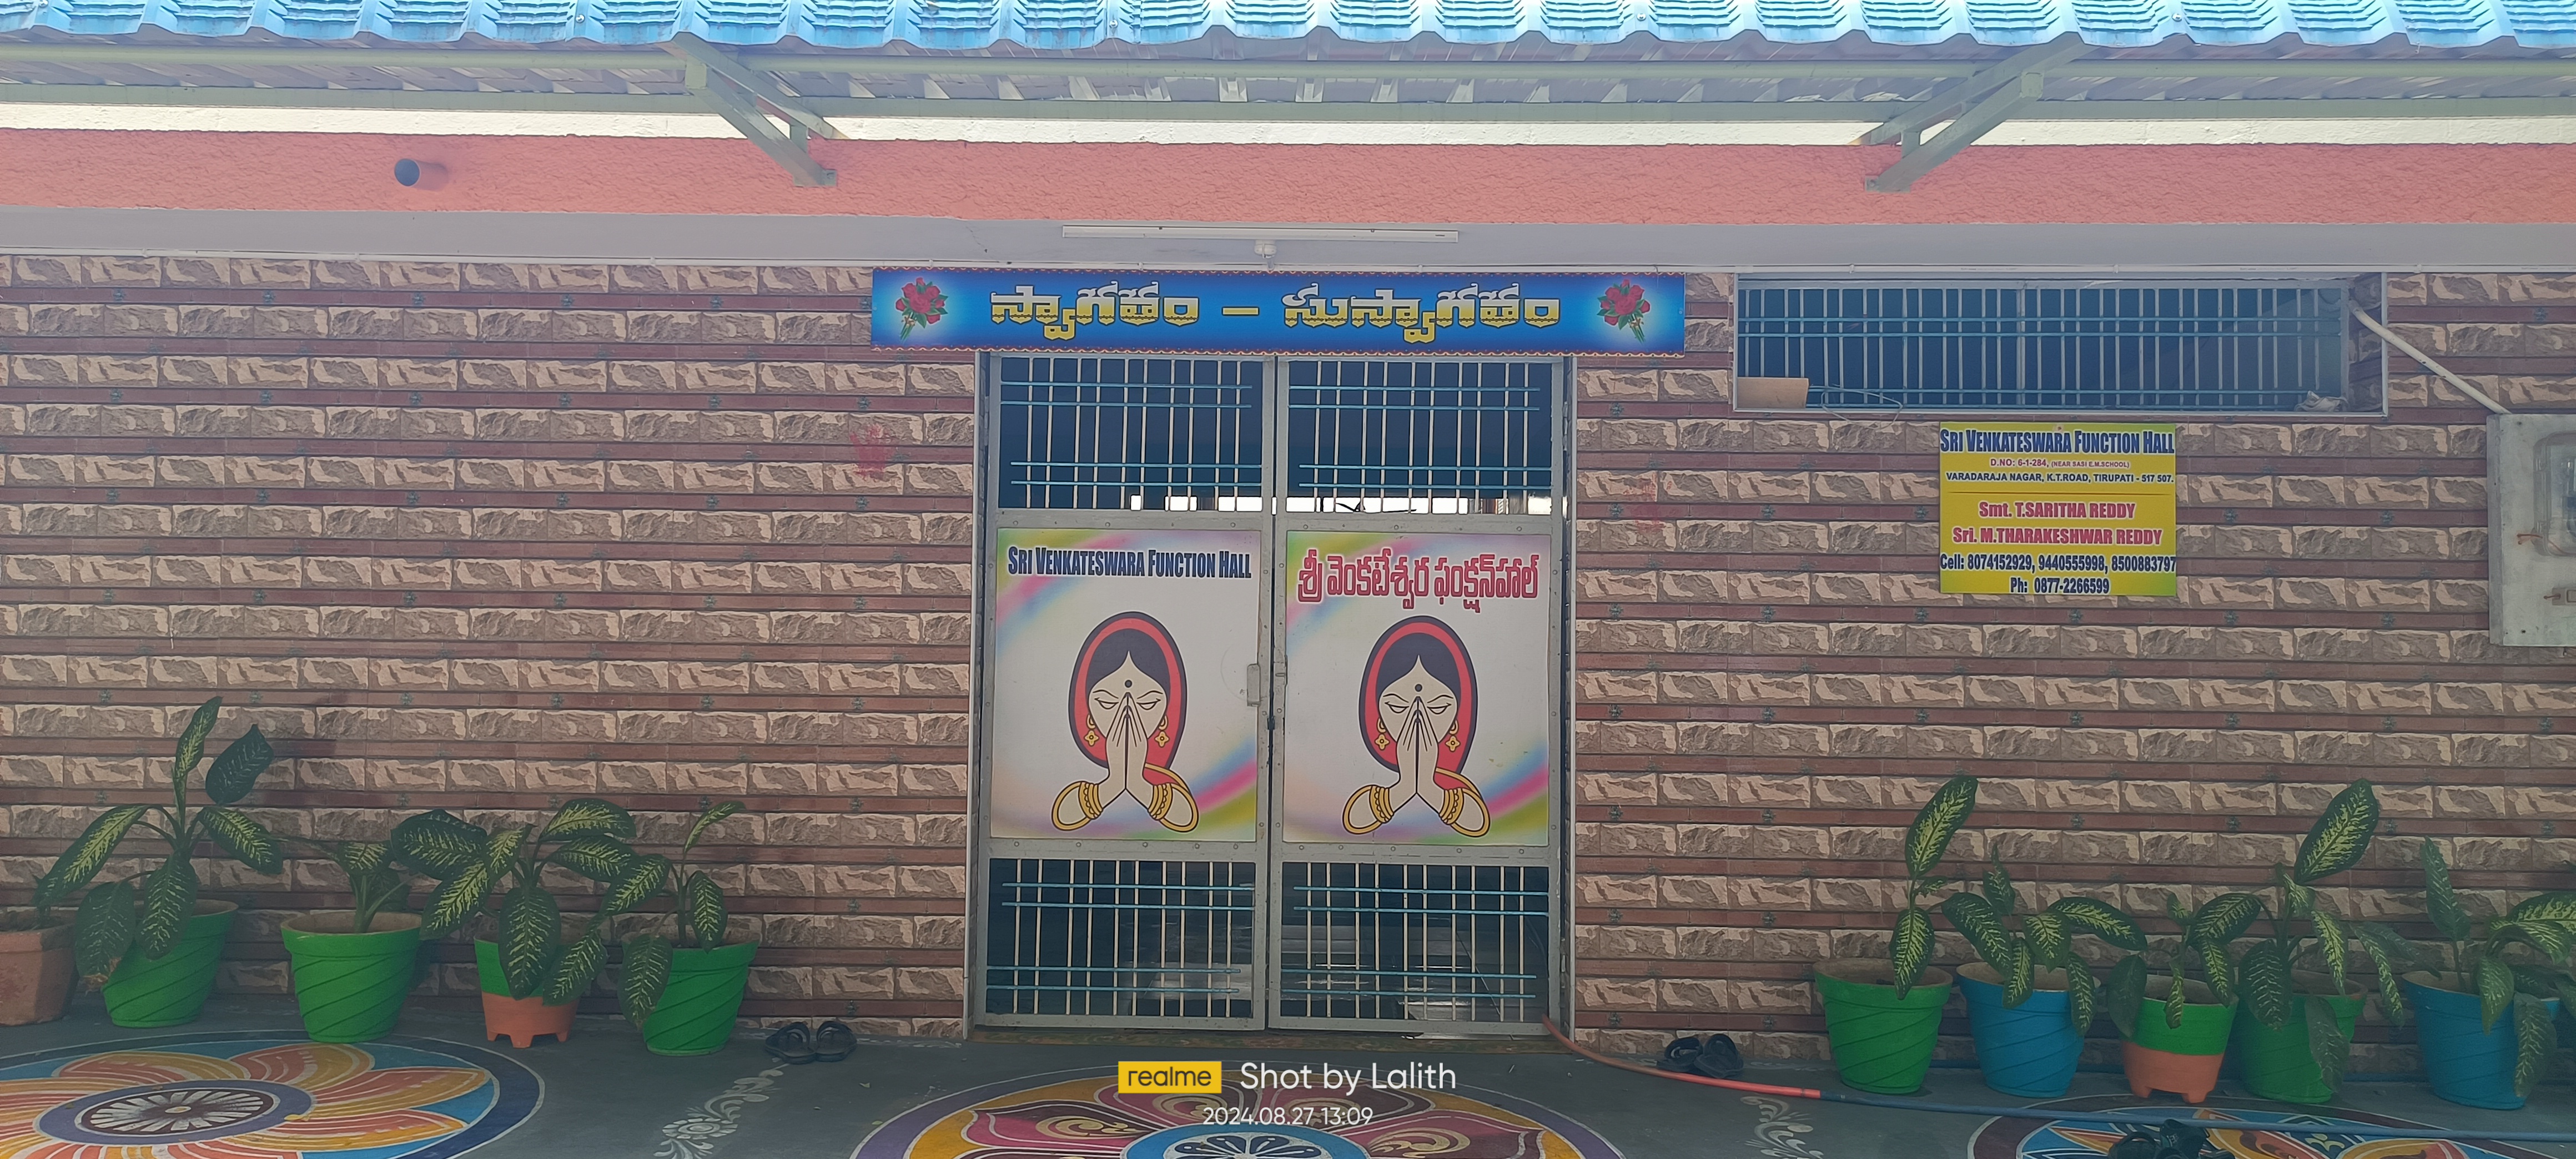 స్వాగతం - సుస్వాగతం
SRI VENKATESWARA FUNCTION HALL
శ్రీ వెంకటేశ్వర ఫంక్షన్‌హాల్
SRI VENKATESWARA FUNCTION HALL
D.NO: 6-1-284, (NEAR SASI E.M.SCHOOL)
VARADARAJA NAGAR, K.T.ROAD, TIRUPATI - 517 507.
Smt. T.SARITHA REDDY
Sri. M.THARAKESHWAR REDDY
Cell: 8074152929, 9440555998, 8500883797
Ph: 0877-2266599
realme Shot by Lalith
2024.08.27 13:09